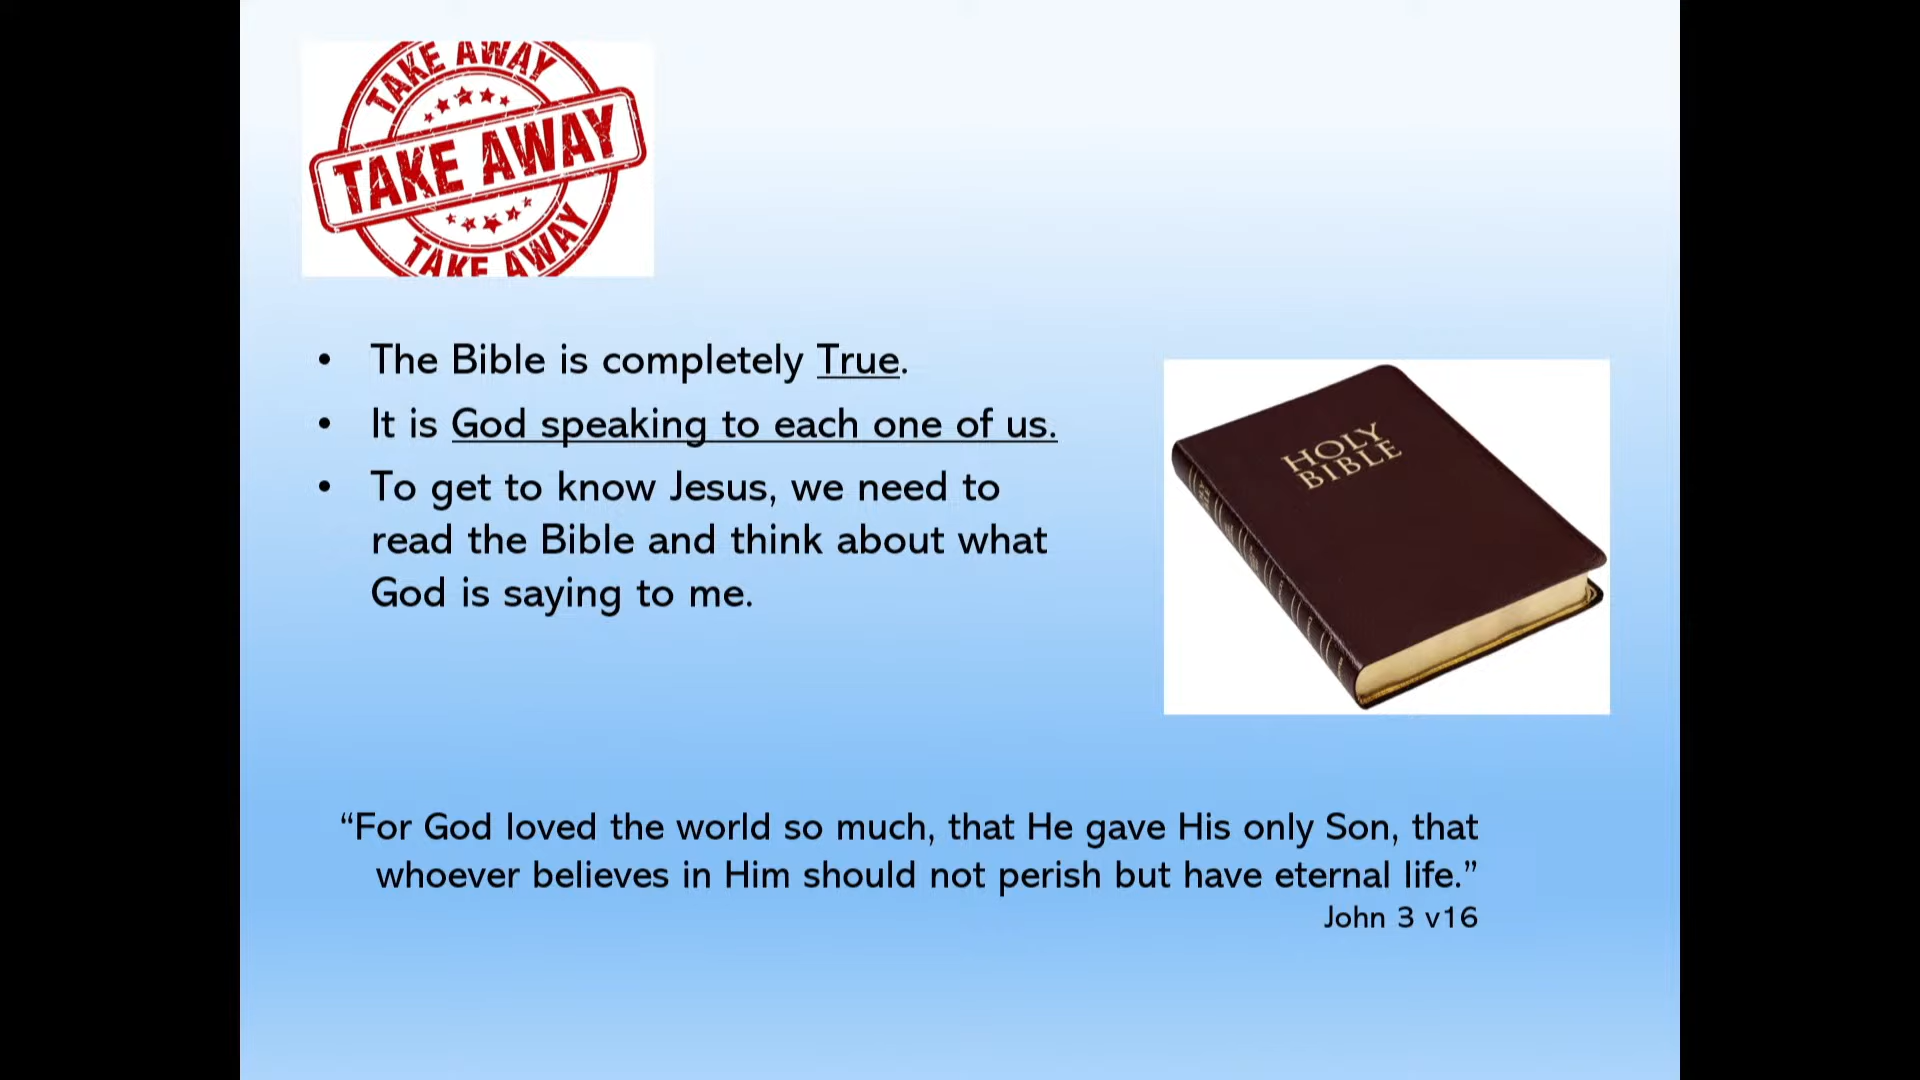 TAKE AWAY
TAKE AWAY
TAKE AWAY
• The Bible is completely True.
• It is God speaking to each one of us.
• To get to know Jesus, we need to
read the Bible and think about what
God is saying to me.
HOLY
BIBLE
“For God loved the world so much, that He gave His only Son, that
whoever believes in Him should not perish but have eternal life.”
John 3 v16